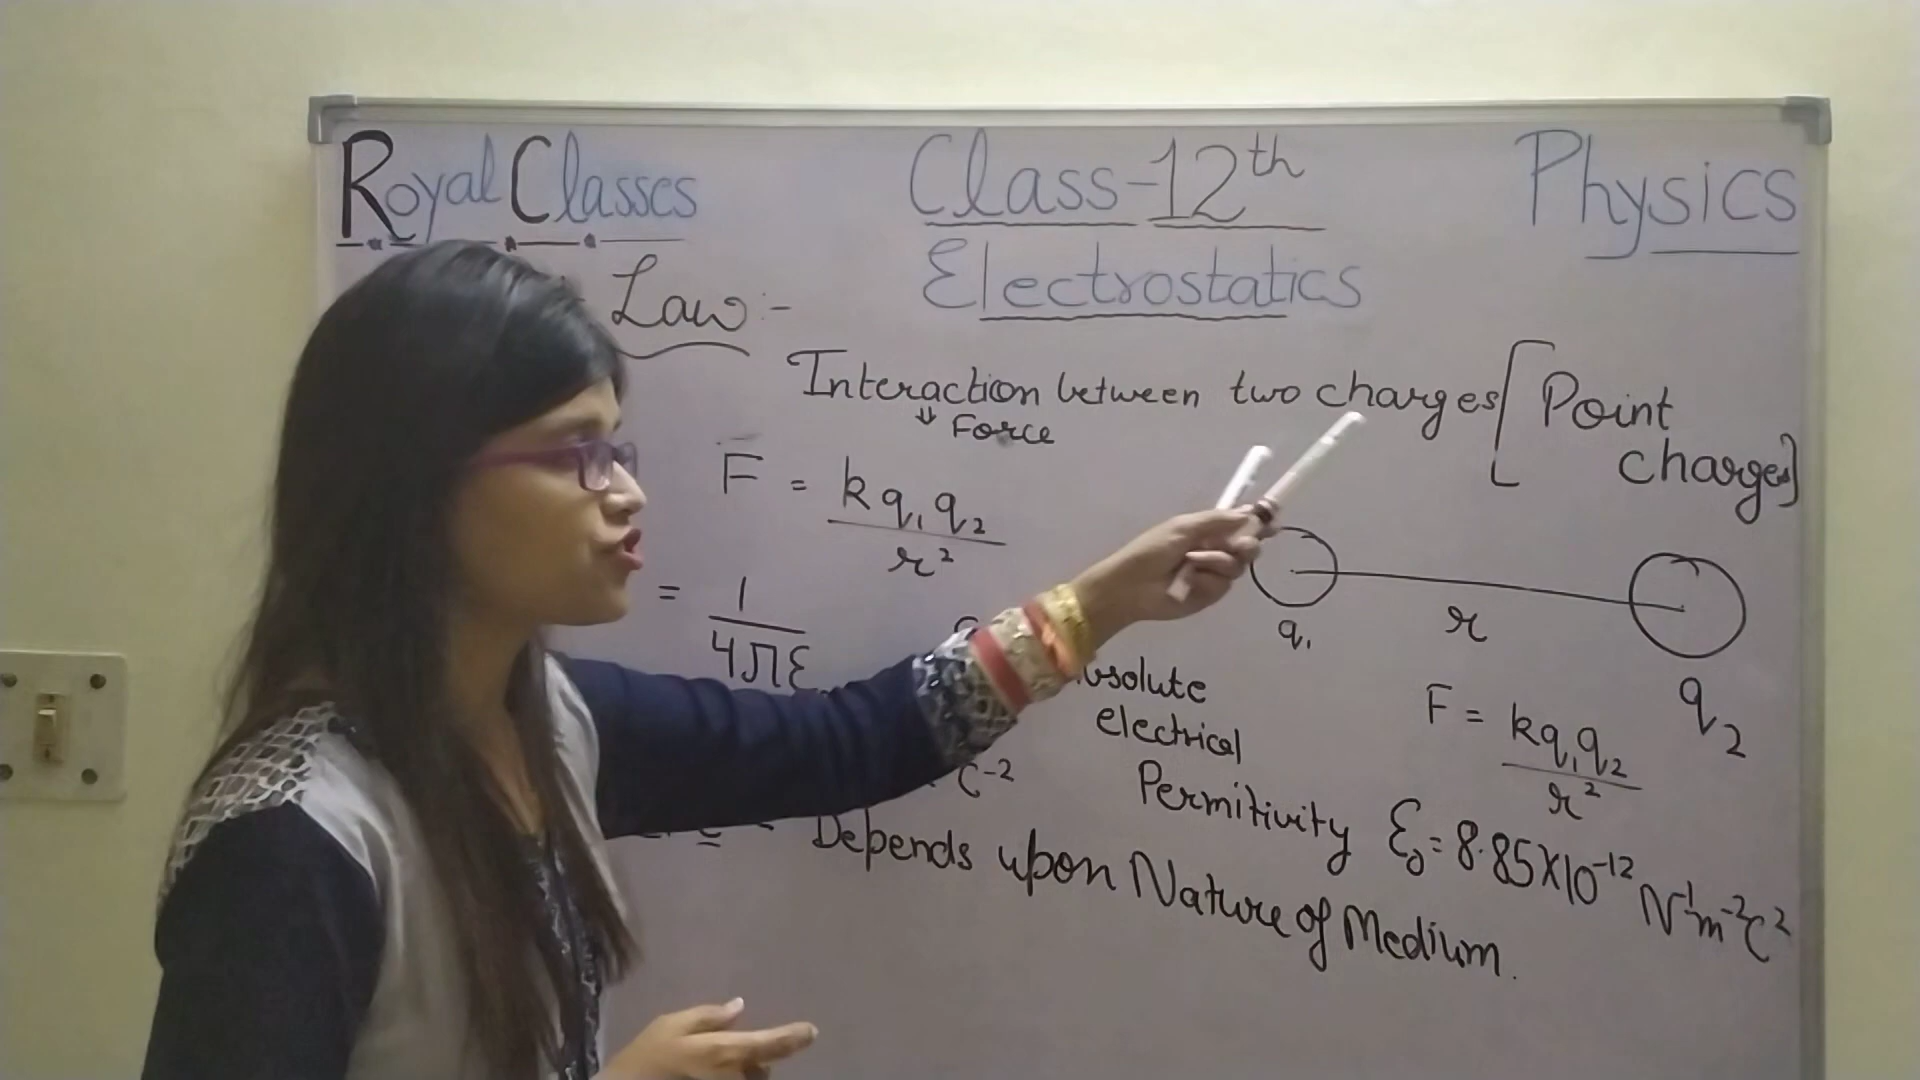 Royal Classes
Class-12th
Physics
Electrostatics
Law :-
Interaction between two charges [Point charges]
⇓ Force
F = kq₁q₂ / r²
= 1 / 4πε
q₁
r
q₂
electrical
Permitivity
F = kq₁q₂ / r²
ε₀ = 8.85×10⁻¹² N⁻¹m⁻²C²
C⁻²
Depends upon Nature of Medium.